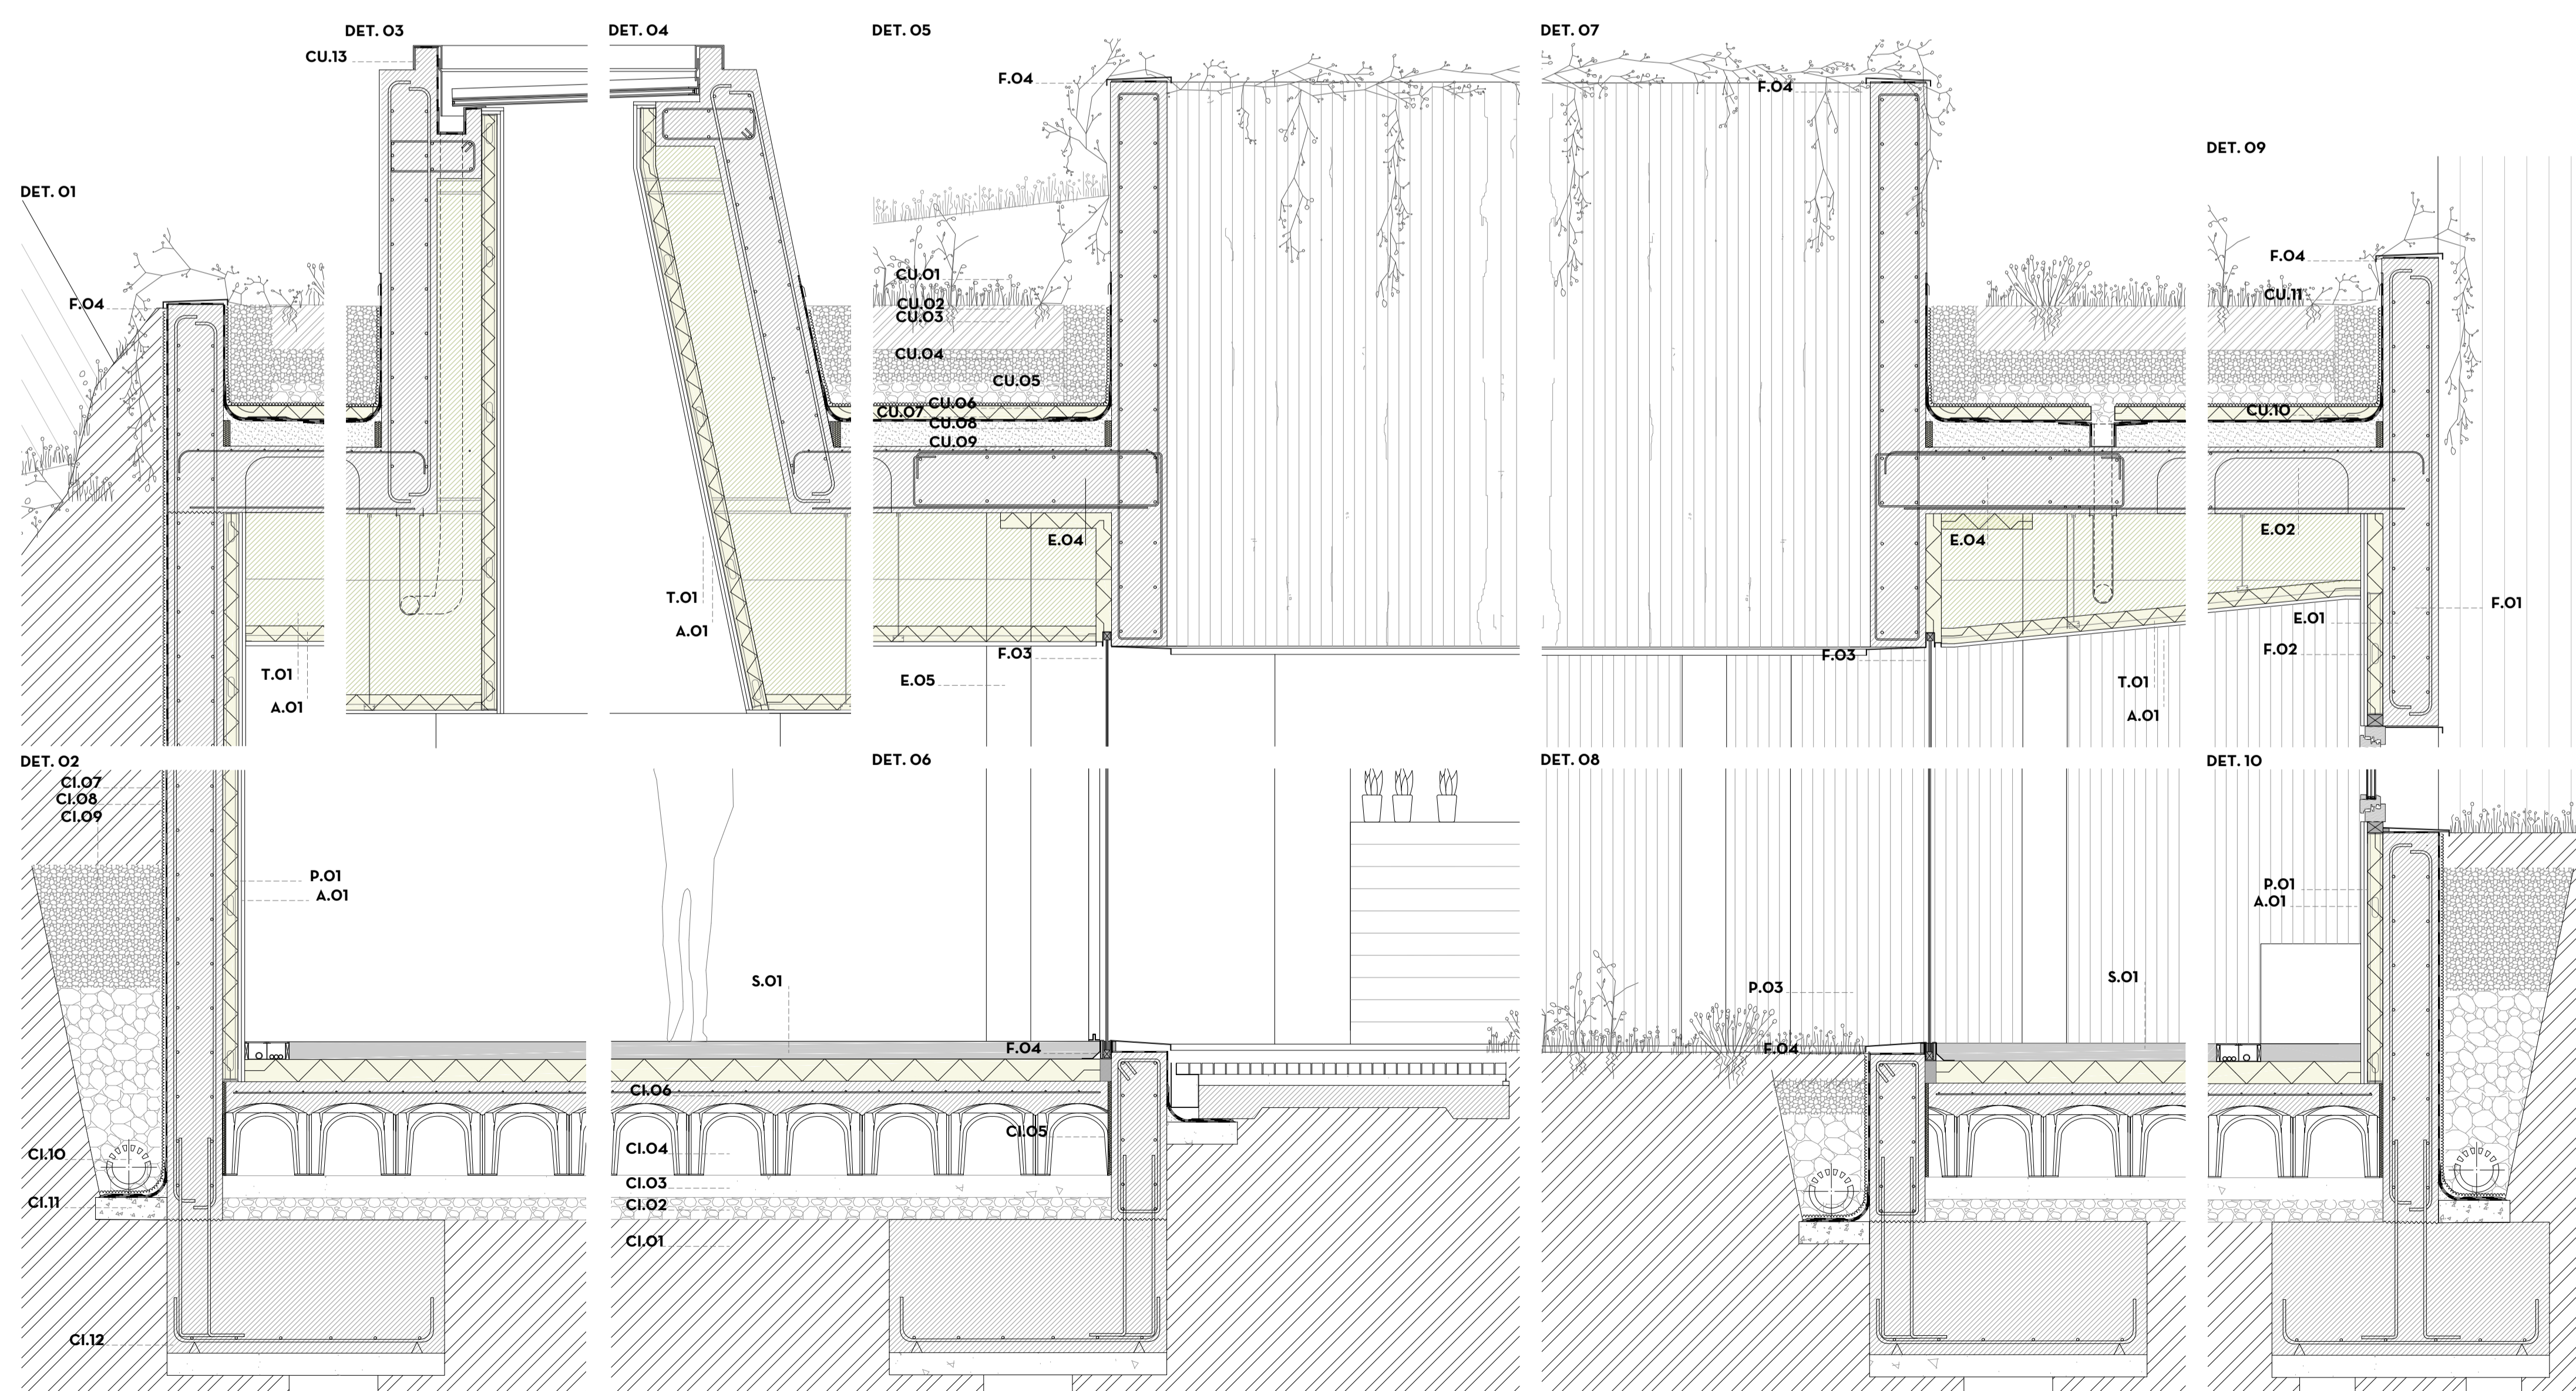 DET. 01
F.04
T.01
A.01
DET. 03
CU.13
DET. 04
T.01
A.01
DET. 05
F.04
CU.01
CU.02
CU.03
CU.04
CU.05
CU.06
CU.07
CU.08
CU.09
E.04
F.03
E.05
DET. 07
F.04
E.04
F.03
T.01
A.01
DET. 09
F.04
CU.11
CU.10
E.02
F.01
E.01
F.02
DET. 02
CI.07
CI.08
CI.09
P.01
A.01
CI.10
CI.11
CI.12
S.01
CI.06
CI.04
CI.03
CI.02
CI.01
DET. 06
F.04
CI.05
DET. 08
P.03
F.04
S.01
DET. 10
P.01
A.01